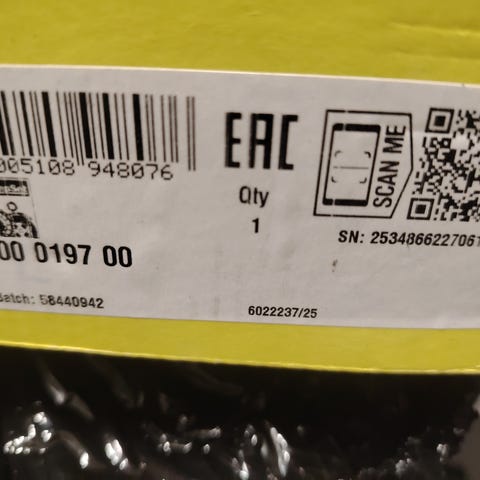 005108 948076
EAC
Qty
1
SCAN ME
SN: 2534866227061
00 0197 00
Batch: 58440942
6022237/25